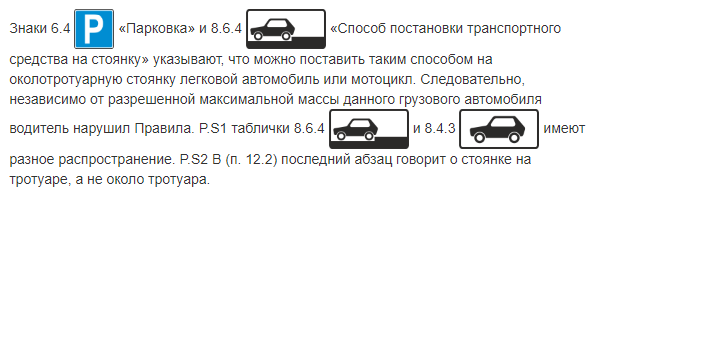 Знаки 6.4 P «Парковка» и 8.6.4 «Способ постановки транспортного
средства на стоянку» указывают, что можно поставить таким способом на
околотротуарную стоянку легковой автомобиль или мотоцикл. Следовательно,
независимо от разрешенной максимальной массы данного грузового автомобиля
водитель нарушил Правила. P.S1 таблички 8.6.4 и 8.4.3 имеют
разное распространение. P.S2 В (п. 12.2) последний абзац говорит о стоянке на
тротуаре, а не около тротуара.